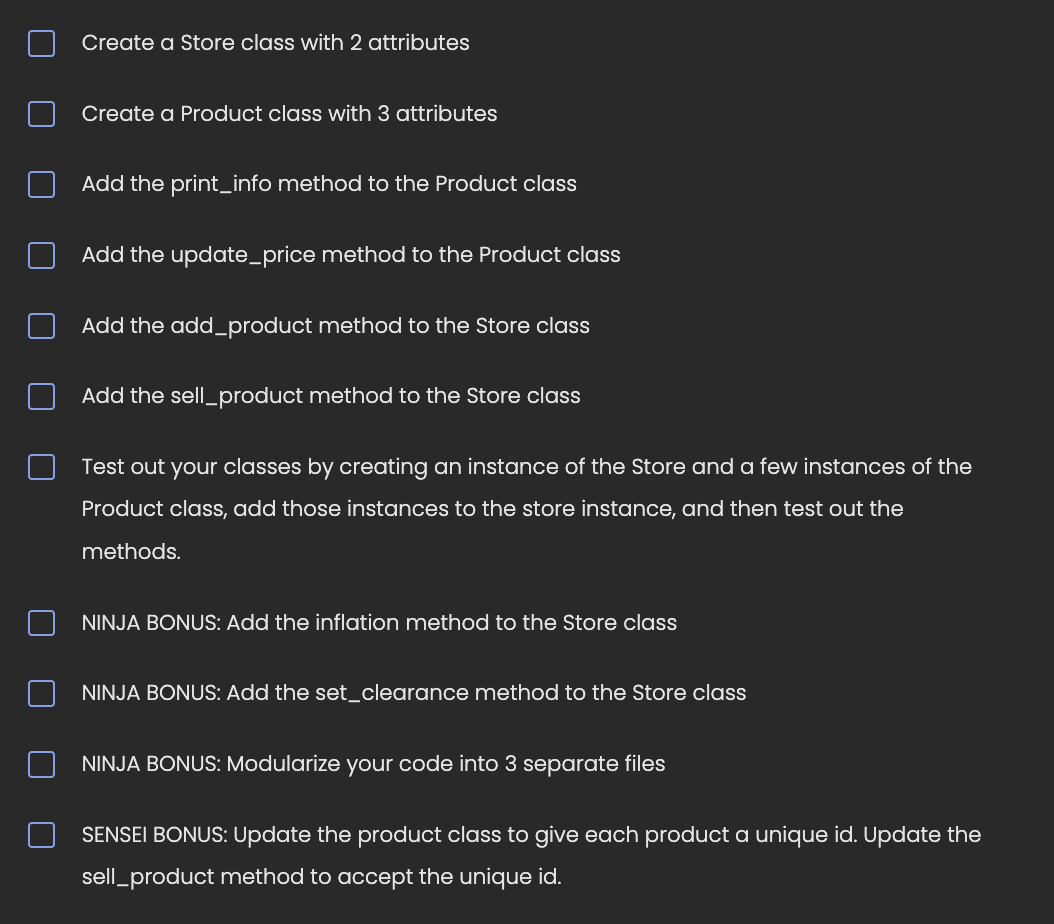 Create a Store class with 2 attributes
Create a Product class with 3 attributes
Add the print_info method to the Product class
Add the update_price method to the Product class
Add the add_product method to the Store class
Add the sell_product method to the Store class
Test out your classes by creating an instance of the Store and a few instances of the
Product class, add those instances to the store instance, and then test out the
methods.
NINJA BONUS: Add the inflation method to the Store class
NINJA BONUS: Add the set_clearance method to the Store class
NINJA BONUS: Modularize your code into 3 separate files
SENSEI BONUS: Update the product class to give each product a unique id. Update the
sell_product method to accept the unique id.